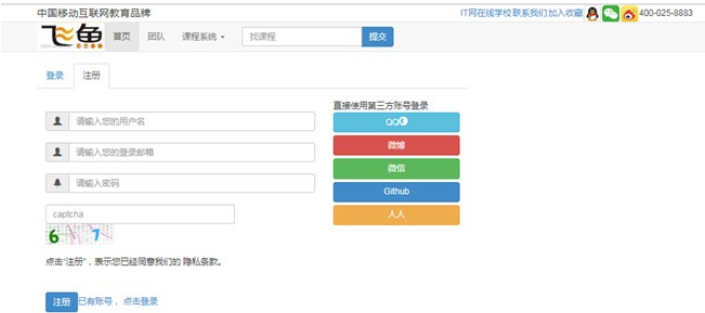 中国移动互联网教育品牌
IT网在线学校联系我们加入收藏 400-025-8883
飞鱼 首页 团队 课程系统 找课程 提交
登录 注册
直接使用第三方账号登录
请输入您的用户名
QQ
请输入您的登录邮箱
微博
微信
请输入密码
Github
captcha
人人
6 7
点击“注册”，表示您已经同意我们的 隐私条款。
注册 已有账号，点击登录